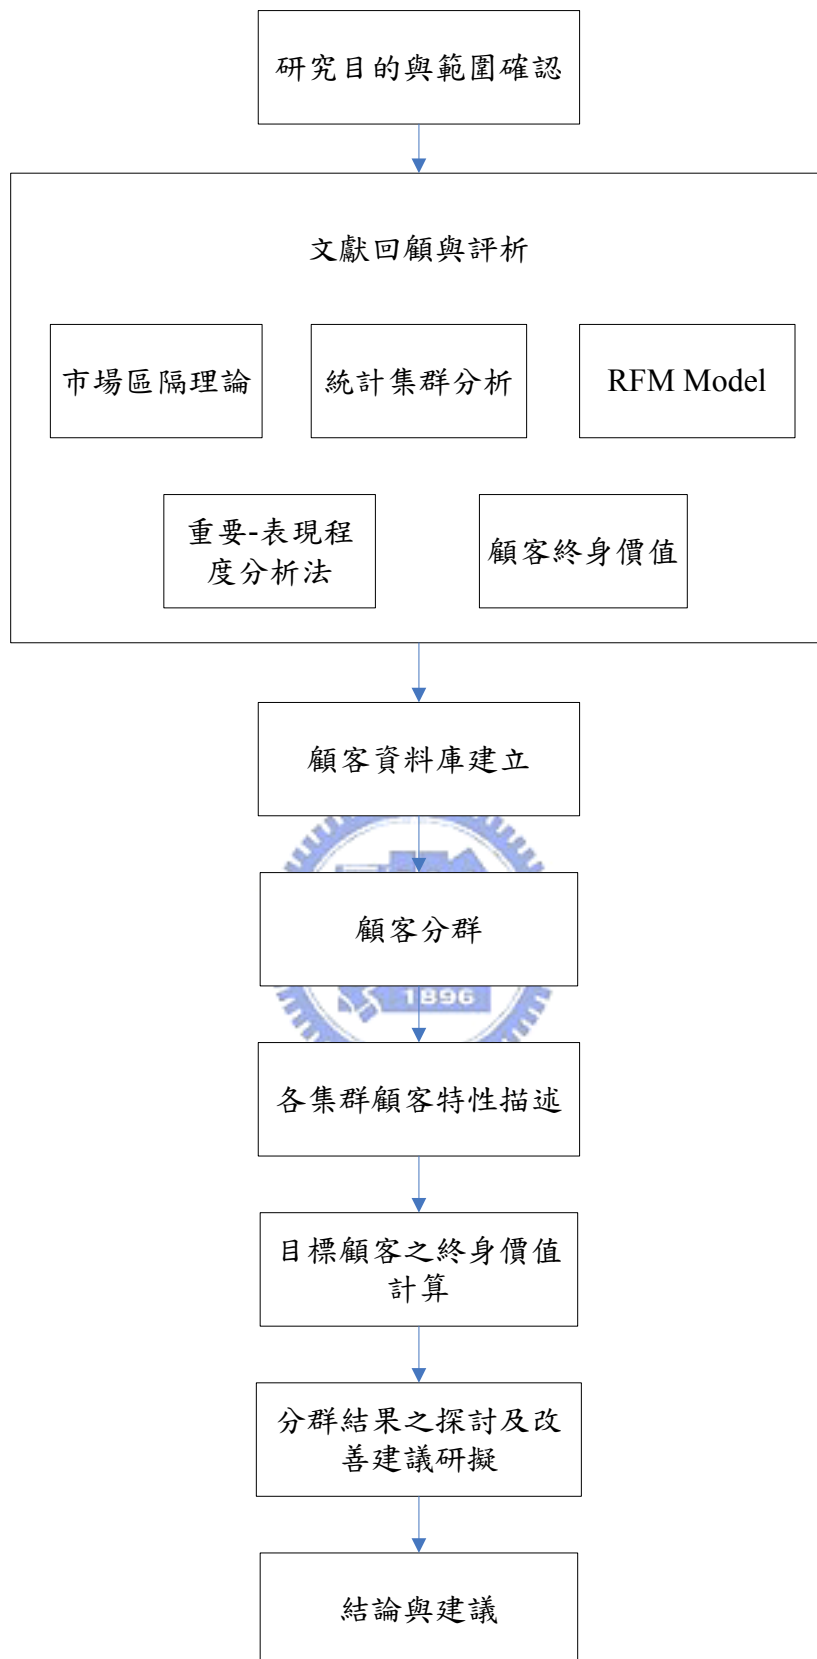 研究目的與範圍確認
文獻回顧與評析
市場區隔理論
統計集群分析
RFM Model
重要-表現程
度分析法
顧客終身價值
顧客資料庫建立
顧客分群
1896
各集群顧客特性描述
目標顧客之終身價值
計算
分群結果之探討及改
善建議研擬
結論與建議